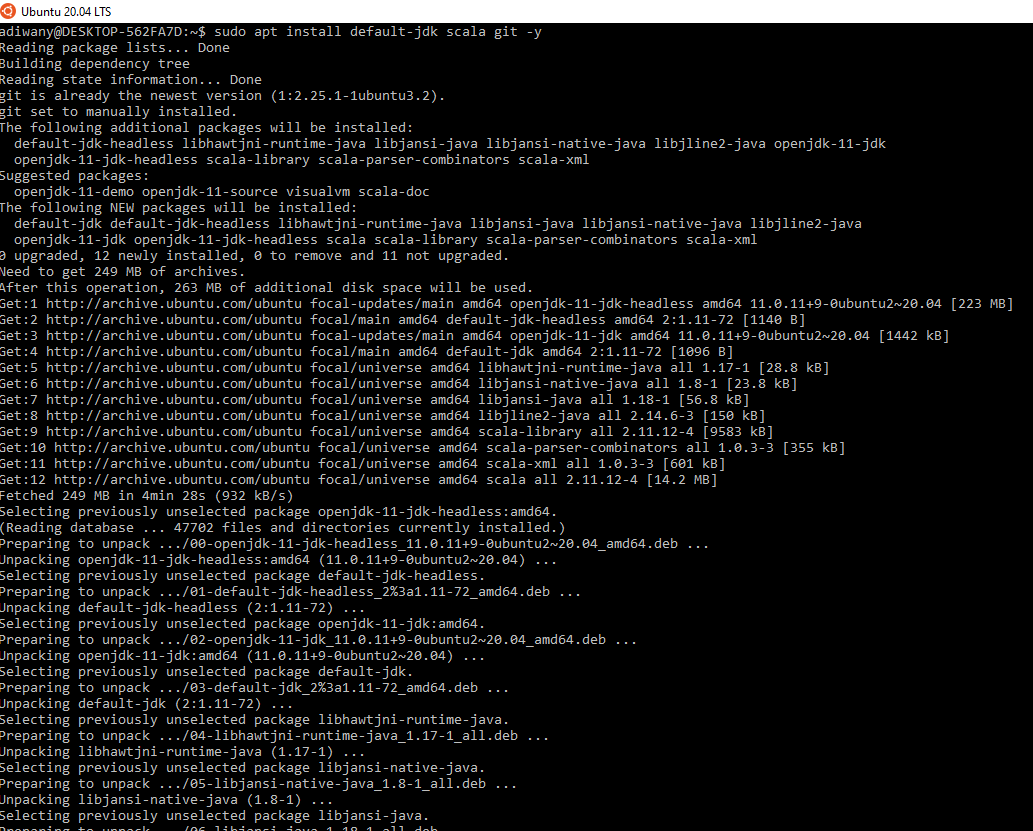 Ubuntu 20.04 LTS
adiwany@DESKTOP-562FA7D:~$ sudo apt install default-jdk scala git -y
Reading package lists... Done
Building dependency tree
Reading state information... Done
git is already the newest version (1:2.25.1-1ubuntu3.2).
git set to manually installed.
The following additional packages will be installed:
  default-jdk-headless libhawtjni-runtime-java libjansi-java libjansi-native-java libjline2-java openjdk-11-jdk
  openjdk-11-jdk-headless scala-library scala-parser-combinators scala-xml
Suggested packages:
  openjdk-11-demo openjdk-11-source visualvm scala-doc
The following NEW packages will be installed:
  default-jdk default-jdk-headless libhawtjni-runtime-java libjansi-java libjansi-native-java libjline2-java
  openjdk-11-jdk openjdk-11-jdk-headless scala scala-library scala-parser-combinators scala-xml
0 upgraded, 12 newly installed, 0 to remove and 11 not upgraded.
Need to get 249 MB of archives.
After this operation, 263 MB of additional disk space will be used.
Get:1 http://archive.ubuntu.com/ubuntu focal-updates/main amd64 openjdk-11-jdk-headless amd64 11.0.11+9-0ubuntu2~20.04 [223 MB]
Get:2 http://archive.ubuntu.com/ubuntu focal/main amd64 default-jdk-headless amd64 2:1.11-72 [1140 B]
Get:3 http://archive.ubuntu.com/ubuntu focal-updates/main amd64 openjdk-11-jdk amd64 11.0.11+9-0ubuntu2~20.04 [1442 kB]
Get:4 http://archive.ubuntu.com/ubuntu focal/main amd64 default-jdk amd64 2:1.11-72 [1096 B]
Get:5 http://archive.ubuntu.com/ubuntu focal/universe amd64 libhawtjni-runtime-java all 1.17-1 [28.8 kB]
Get:6 http://archive.ubuntu.com/ubuntu focal/universe amd64 libjansi-native-java all 1.8-1 [23.8 kB]
Get:7 http://archive.ubuntu.com/ubuntu focal/universe amd64 libjansi-java all 1.18-1 [56.8 kB]
Get:8 http://archive.ubuntu.com/ubuntu focal/universe amd64 libjline2-java all 2.14.6-3 [150 kB]
Get:9 http://archive.ubuntu.com/ubuntu focal/universe amd64 scala-library all 2.11.12-4 [9583 kB]
Get:10 http://archive.ubuntu.com/ubuntu focal/universe amd64 scala-parser-combinators all 1.0.3-3 [355 kB]
Get:11 http://archive.ubuntu.com/ubuntu focal/universe amd64 scala-xml all 1.0.3-3 [601 kB]
Get:12 http://archive.ubuntu.com/ubuntu focal/universe amd64 scala all 2.11.12-4 [14.2 MB]
Fetched 249 MB in 4min 28s (932 kB/s)
Selecting previously unselected package openjdk-11-jdk-headless:amd64.
(Reading database ... 47702 files and directories currently installed.)
Preparing to unpack .../00-openjdk-11-jdk-headless_11.0.11+9-0ubuntu2~20.04_amd64.deb ...
Unpacking openjdk-11-jdk-headless:amd64 (11.0.11+9-0ubuntu2~20.04) ...
Selecting previously unselected package default-jdk-headless.
Preparing to unpack .../01-default-jdk-headless_2%3a1.11-72_amd64.deb ...
Unpacking default-jdk-headless (2:1.11-72) ...
Selecting previously unselected package openjdk-11-jdk:amd64.
Preparing to unpack .../02-openjdk-11-jdk_11.0.11+9-0ubuntu2~20.04_amd64.deb ...
Unpacking openjdk-11-jdk:amd64 (11.0.11+9-0ubuntu2~20.04) ...
Selecting previously unselected package default-jdk.
Preparing to unpack .../03-default-jdk_2%3a1.11-72_amd64.deb ...
Unpacking default-jdk (2:1.11-72) ...
Selecting previously unselected package libhawtjni-runtime-java.
Preparing to unpack .../04-libhawtjni-runtime-java_1.17-1_all.deb ...
Unpacking libhawtjni-runtime-java (1.17-1) ...
Selecting previously unselected package libjansi-native-java.
Preparing to unpack .../05-libjansi-native-java_1.8-1_all.deb ...
Unpacking libjansi-native-java (1.8-1) ...
Selecting previously unselected package libjansi-java.
Preparing to unpack .../06-libjansi-java_1.18-1_all.deb